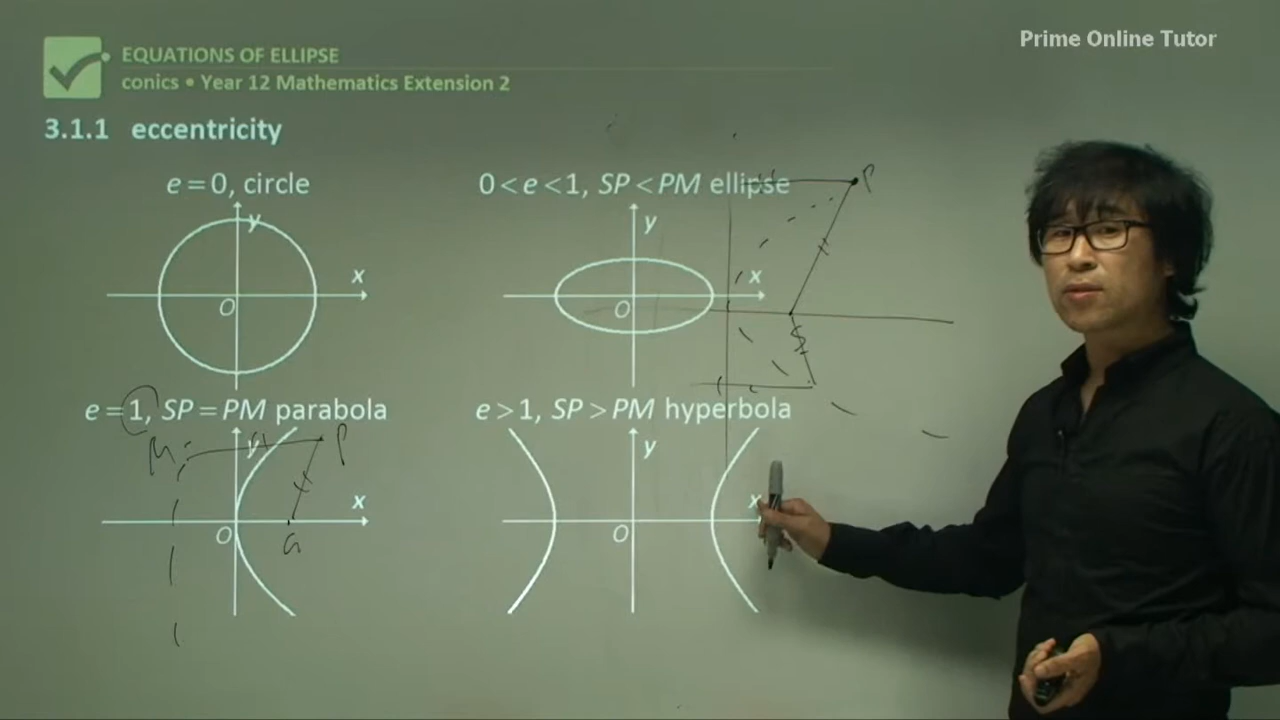 Prime Online Tutor
EQUATIONS OF ELLIPSE
conics • Year 12 Mathematics Extension 2
3.1.1 eccentricity
e = 0, circle
y
x
O
0 < e < 1, SP < PM ellipse
P
y
x
O
S
e = 1, SP = PM parabola
M
y
P
x
O
e > 1, SP > PM hyperbola
y
x
O